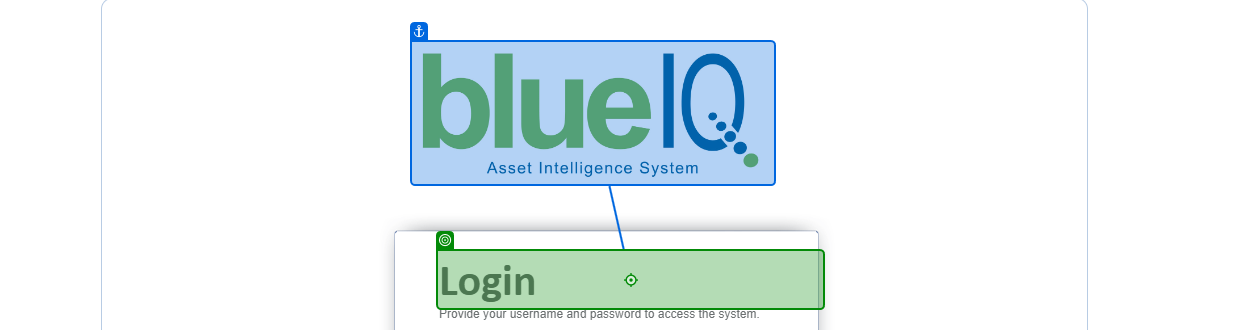 blueIQ
Asset Intelligence System
Login
Provide your username and password to access the system.